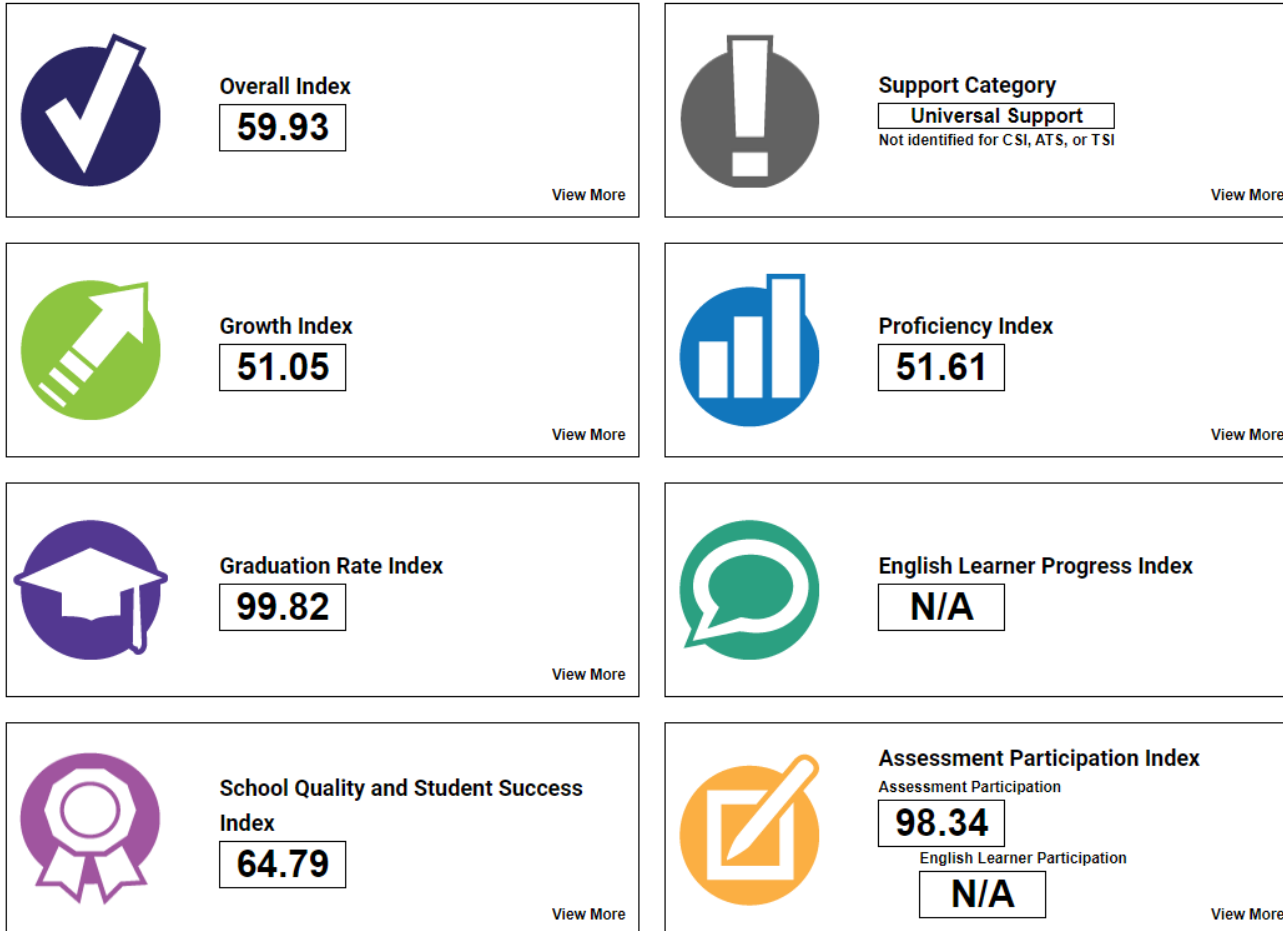 Overall Index
59.93
View More
Support Category
Universal Support
Not identified for CSI, ATS, or TSI
View More
Growth Index
51.05
View More
Proficiency Index
51.61
View More
Graduation Rate Index
99.82
View More
English Learner Progress Index
N/A
School Quality and Student Success
Index
64.79
View More
Assessment Participation Index
Assessment Participation
98.34
English Learner Participation
N/A
View More